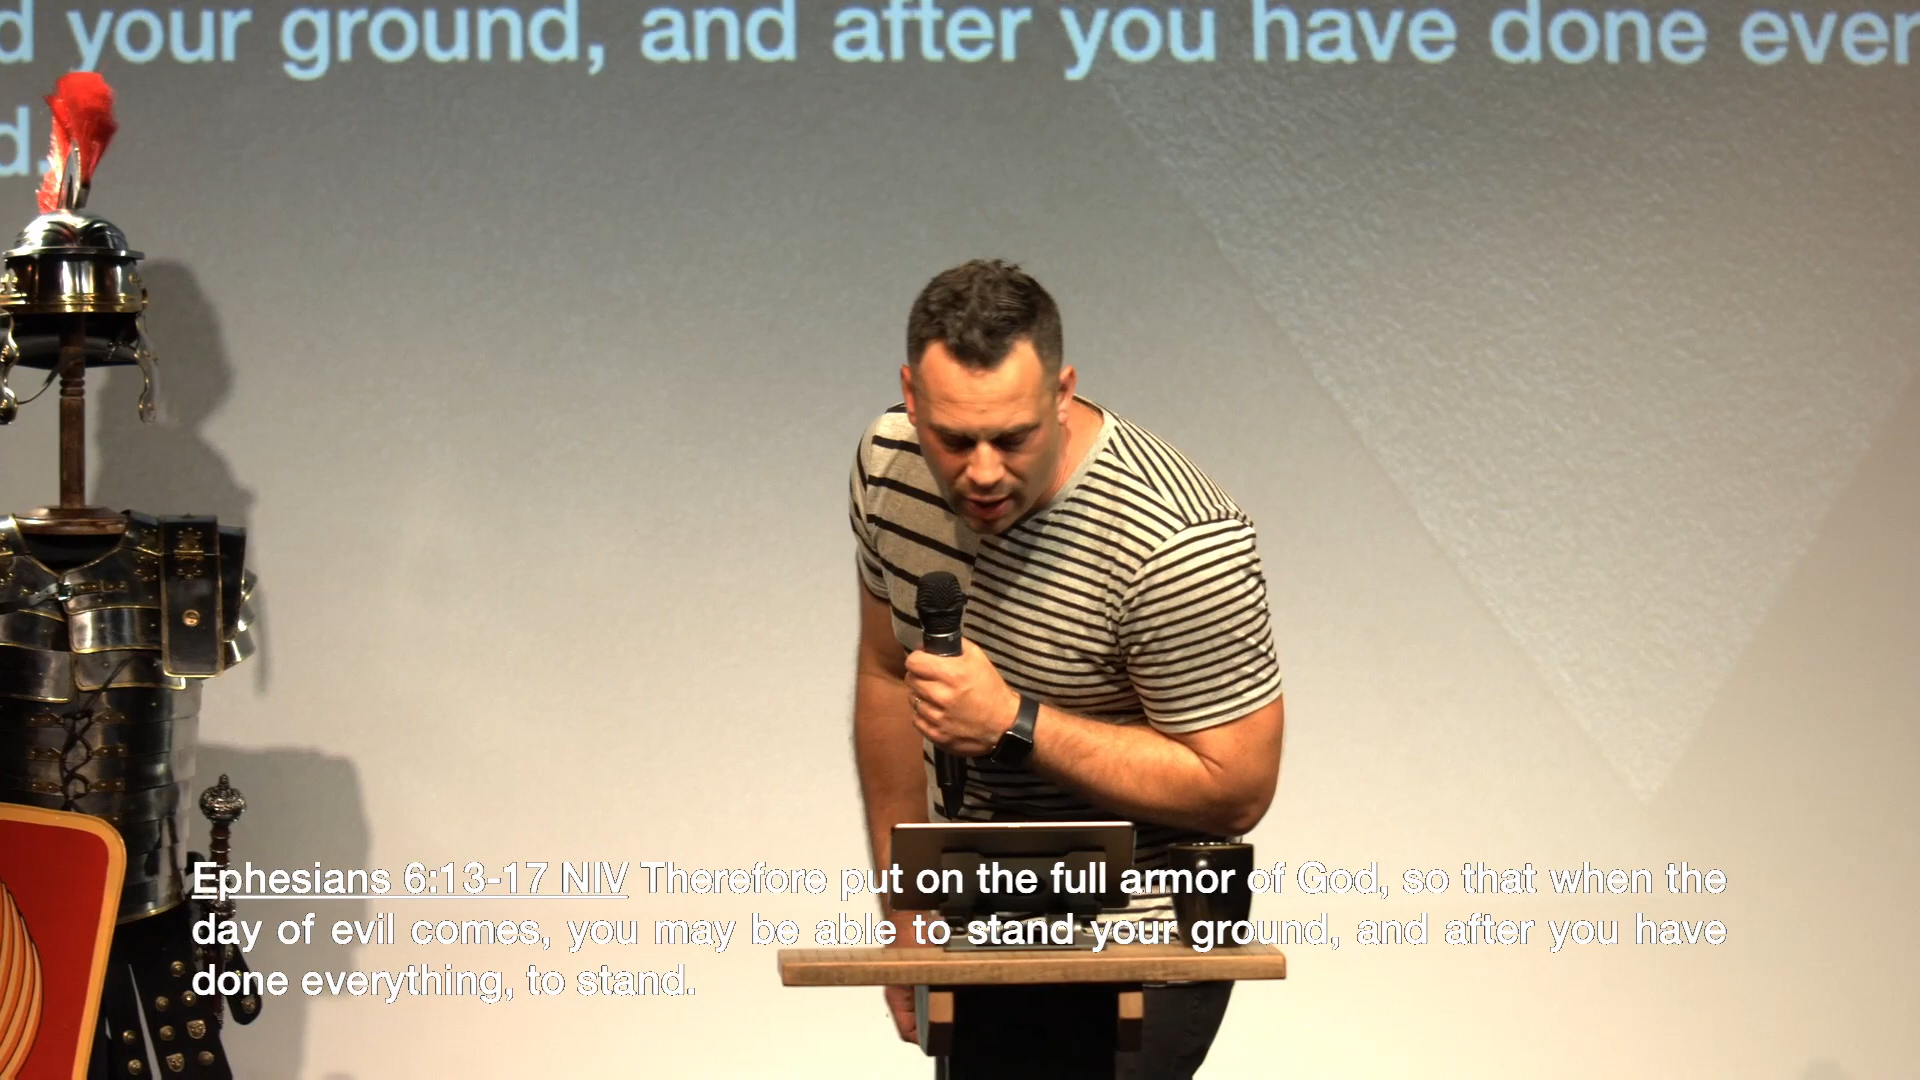 your ground, and after you have done
Ephesians 6:13-17 NIV Therefore put on the full armor of God, so that when the
day of evil comes, you may be able to stand your ground, and after you have
done everything, to stand.